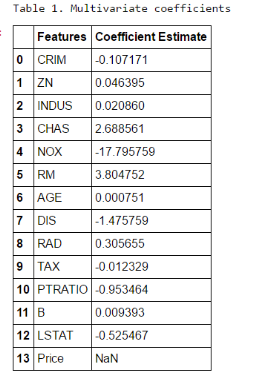 Table 1. Multivariate coefficients
Features Coefficient Estimate
0 CRIM -0.107171
1 ZN 0.046395
2 INDUS 0.020860
3 CHAS 2.688561
4 NOX -17.795759
5 RM 3.804752
6 AGE 0.000751
7 DIS -1.475759
8 RAD 0.305655
9 TAX -0.012329
10 PTRATIO -0.953464
11 B 0.009393
12 LSTAT -0.525467
13 Price NaN